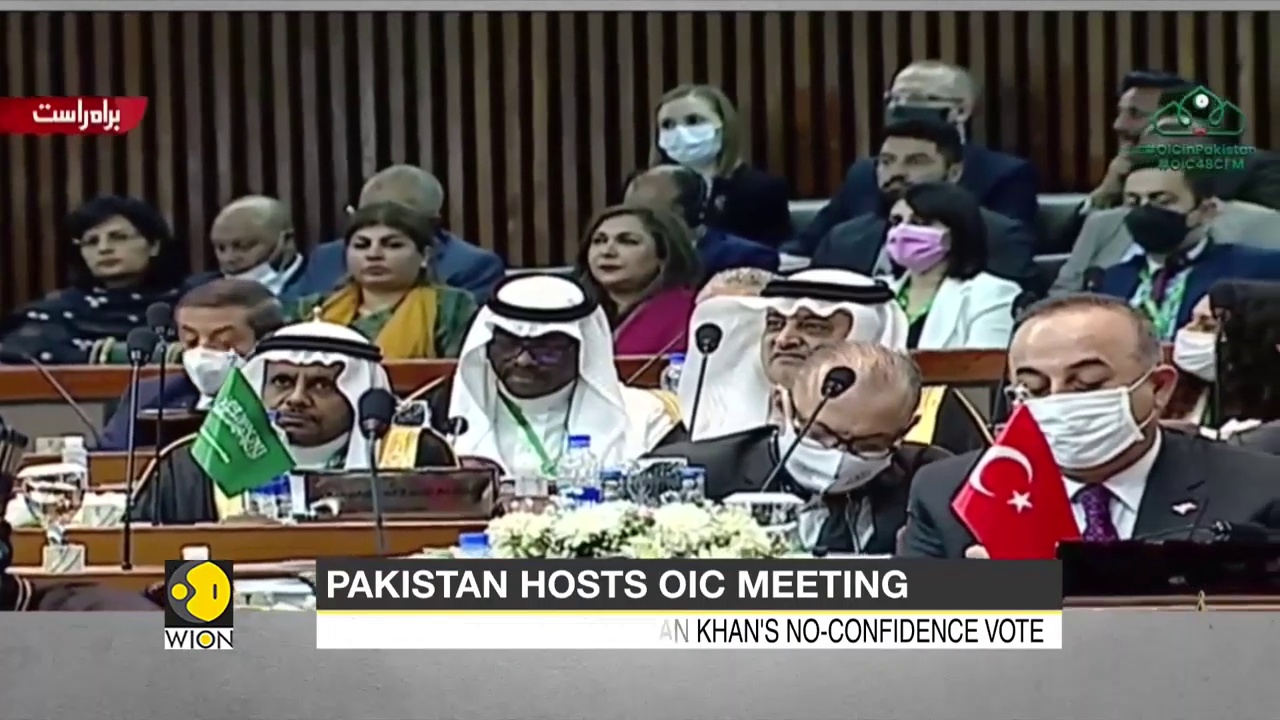 براہ راست
#OICinPakistan
#OIC48CFM
PAKISTAN HOSTS OIC MEETING
AN KHAN'S NO-CONFIDENCE VOTE
WION